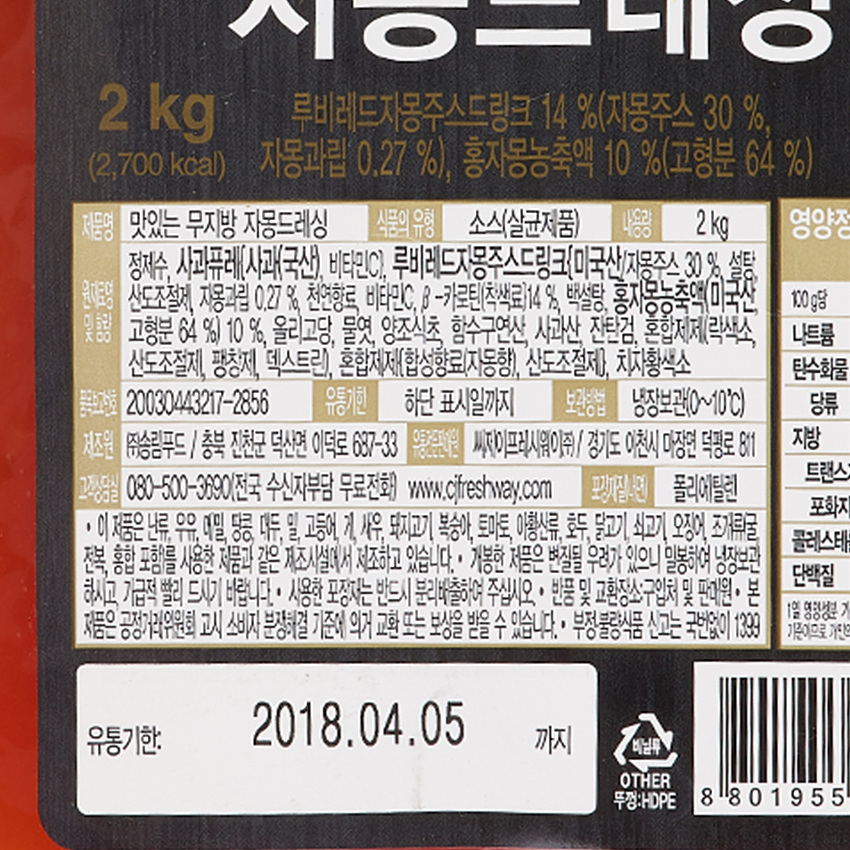 자몽드레싱
2 kg
(2,700 kcal)
루비레드자몽주스드링크 14 %(자몽주스 30 %,
자몽과립 0.27 %), 홍자몽농축액 10 %(고형분 64 %)
제품명 맛있는 무지방 자몽드레싱 식품의 유형 소스(살균제품) 내용량 2 kg
원재료명 및 함량
정제수, 사과퓨레{사과(국산), 비타민C}, 루비레드자몽주스드링크{미국산/자몽주스 30 %, 설탕,
산도조절제, 자몽과립 0.27 %, 천연향료, 비타민C, β-카로틴(착색료)}14 %, 백설탕, 홍자몽농축액(미국산,
고형분 64 %) 10 %, 올리고당, 물엿, 양조식초, 함수구연산, 사과산, 잔탄검, 혼합제제(락색소,
산도조절제, 팽창제, 덱스트린), 혼합제제{합성향료(자몽향), 산도조절제}, 치자황색소
품목보고번호 20030443217-2856 유통기한 하단 표시일까지 보관방법 냉장보관(0~10℃)
제조원 ㈜송림푸드 / 충북 진천군 덕산면 이덕로 687-33 유통전문판매원 씨제이프레시웨이㈜/ 경기도 이천시 마장면 덕평로 811
고객상담실 080-500-3690(전국 수신자부담 무료전화) www.cjfreshway.com 포장재질(내면) 폴리에틸렌
• 이 제품은 난류, 우유, 메밀, 땅콩, 대두, 밀, 고등어, 게, 새우, 돼지고기, 복숭아, 토마토, 아황산류, 호두, 닭고기, 쇠고기, 오징어, 조개류(굴,
전복, 홍합 포함)를 사용한 제품과 같은 제조시설에서 제조하고 있습니다. • 개봉한 제품은 변질될 우려가 있으니 밀봉하여 냉장보관
하시고, 가급적 빨리 드시기 바랍니다. • 사용한 포장재는 반드시 분리배출하여 주십시오. • 반품 및 교환장소:구입처 및 판매원 • 본
제품은 공정거래위원회 고시 소비자 분쟁해결 기준에 의거 교환 또는 보상을 받을 수 있습니다. • 부정·불량식품 신고는 국번없이 1399
영양정
100 g당
나트륨
탄수화물
당류
지방
트랜스
포화지
콜레스테롤
단백질
1일 영양성분 기
유통기한: 2018.04.05 까지
비닐류
OTHER
뚜껑:HDPE
8 801955